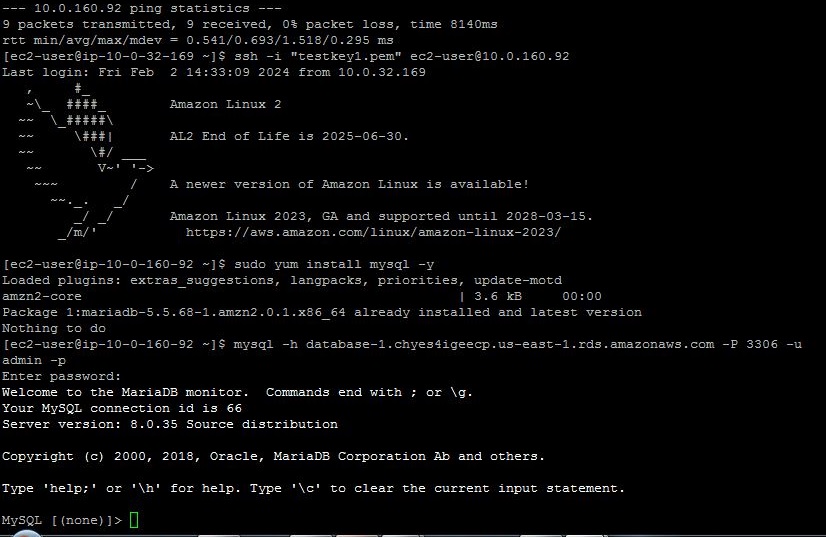 --- 10.0.160.92 ping statistics ---
9 packets transmitted, 9 received, 0% packet loss, time 8140ms
rtt min/avg/max/mdev = 0.541/0.693/1.518/0.295 ms
[ec2-user@ip-10-0-32-169 ~]$ ssh -i "testkey1.pem" ec2-user@10.0.160.92
Last login: Fri Feb  2 14:33:09 2024 from 10.0.32.169
   ,     #_
   ~\_  ####_        Amazon Linux 2
  ~~  \_#####\
  ~~     \###|       AL2 End of Life is 2025-06-30.
  ~~       \#/ ___
   ~~       V~' '->
    ~~~         /    A newer version of Amazon Linux is available!
      ~~._.   _/
         _/ _/       Amazon Linux 2023, GA and supported until 2028-03-15.
       _/m/'           https://aws.amazon.com/linux/amazon-linux-2023/
[ec2-user@ip-10-0-160-92 ~]$ sudo yum install mysql -y
Loaded plugins: extras_suggestions, langpacks, priorities, update-motd
amzn2-core                                               | 3.6 kB     00:00
Package 1:mariadb-5.5.68-1.amzn2.0.1.x86_64 already installed and latest version
Nothing to do
[ec2-user@ip-10-0-160-92 ~]$ mysql -h database-1.chyes4igeecp.us-east-1.rds.amazonaws.com -P 3306 -u
admin -p
Enter password:
Welcome to the MariaDB monitor.  Commands end with ; or \g.
Your MySQL connection id is 66
Server version: 8.0.35 Source distribution
Copyright (c) 2000, 2018, Oracle, MariaDB Corporation Ab and others.
Type 'help;' or '\h' for help. Type '\c' to clear the current input statement.
MySQL [(none)]>